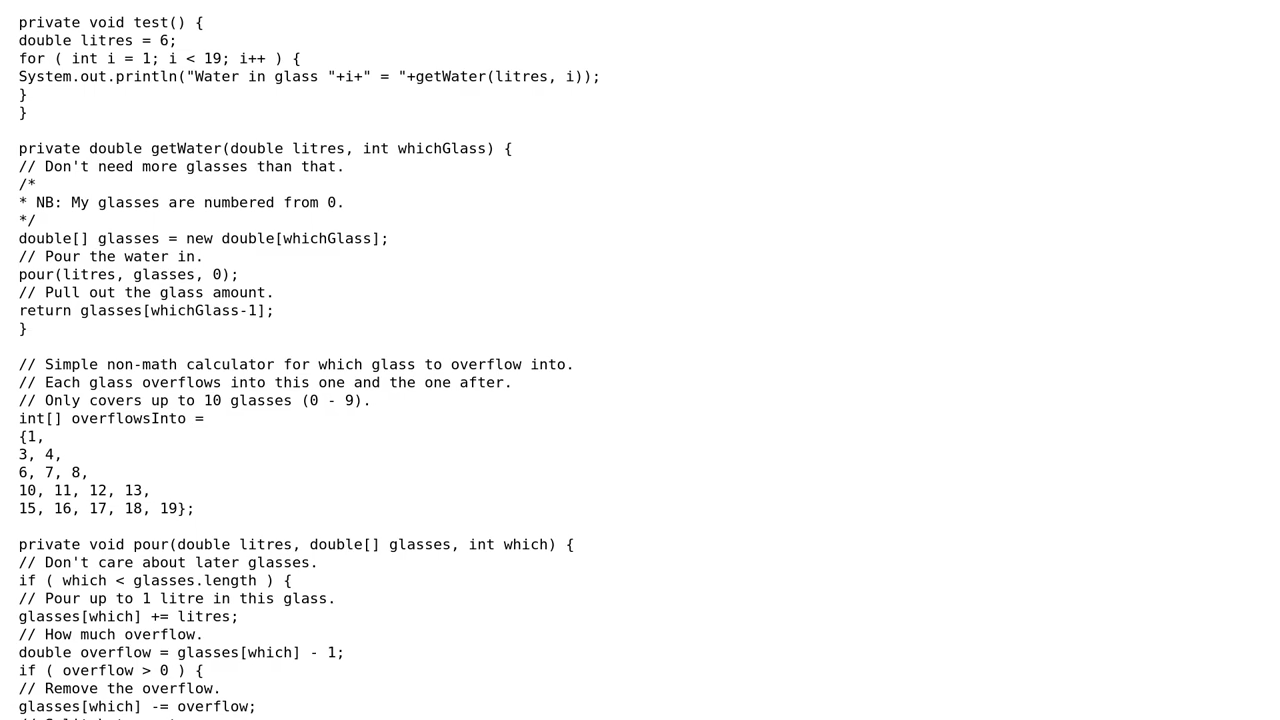 private void test() {
double litres = 6;
for ( int i = 1; i < 19; i++ ) {
System.out.println("Water in glass "+i+" = "+getWater(litres, i));
}
}
private double getWater(double litres, int whichGlass) {
// Don't need more glasses than that.
/*
* NB: My glasses are numbered from 0.
*/
double[] glasses = new double[whichGlass];
// Pour the water in.
pour(litres, glasses, 0);
// Pull out the glass amount.
return glasses[whichGlass-1];
}
// Simple non-math calculator for which glass to overflow into.
// Each glass overflows into this one and the one after.
// Only covers up to 10 glasses (0 - 9).
int[] overflowsInto =
{1,
3, 4,
6, 7, 8,
10, 11, 12, 13,
15, 16, 17, 18, 19};
private void pour(double litres, double[] glasses, int which) {
// Don't care about later glasses.
if ( which < glasses.length ) {
// Pour up to 1 litre in this glass.
glasses[which] += litres;
// How much overflow.
double overflow = glasses[which] - 1;
if ( overflow > 0 ) {
// Remove the overflow.
glasses[which] -= overflow;